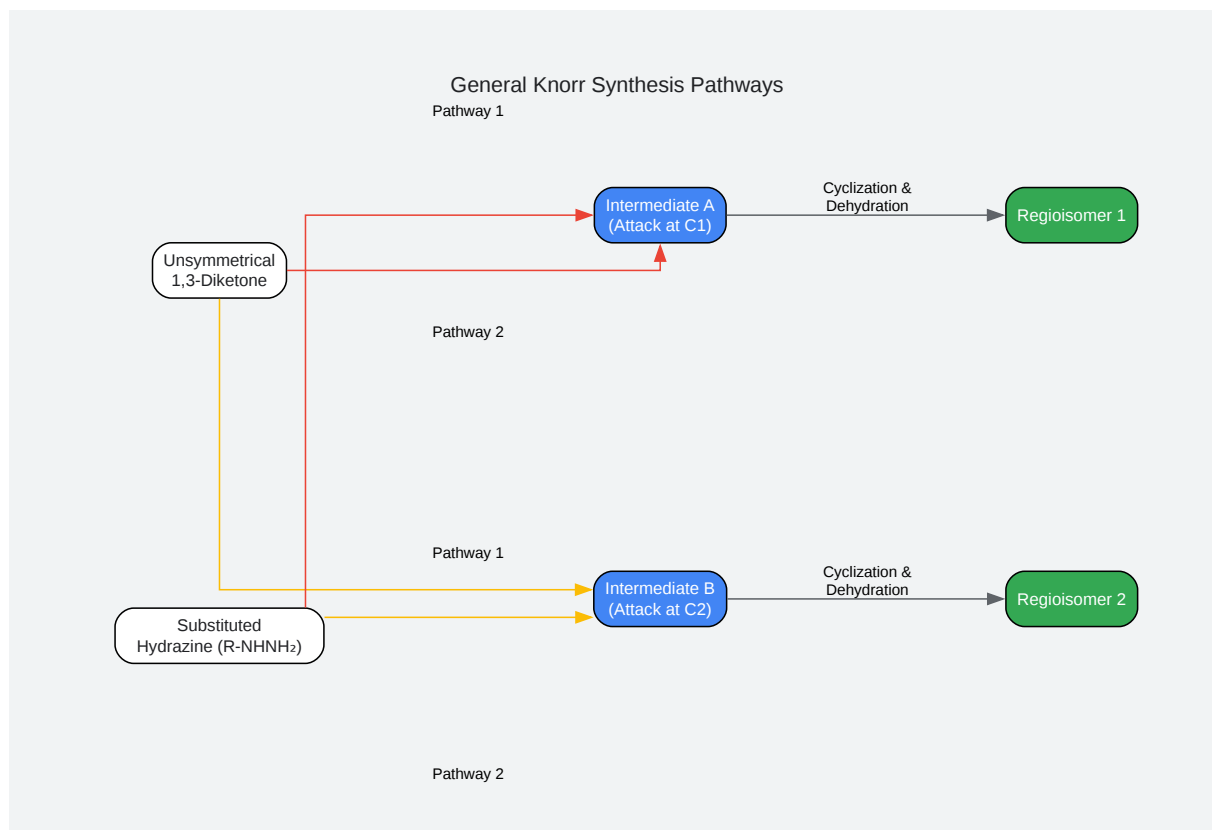 General Knorr Synthesis Pathways
Pathway 1
Cyclization &
Dehydration
Intermediate A
(Attack at C1)
Regioisomer 1
Unsymmetrical
1,3-Diketone
Pathway 2
Pathway 1
Cyclization &
Dehydration
Intermediate B
(Attack at C2)
Regioisomer 2
Substituted
Hydrazine (R-NHNH₂)
Pathway 2